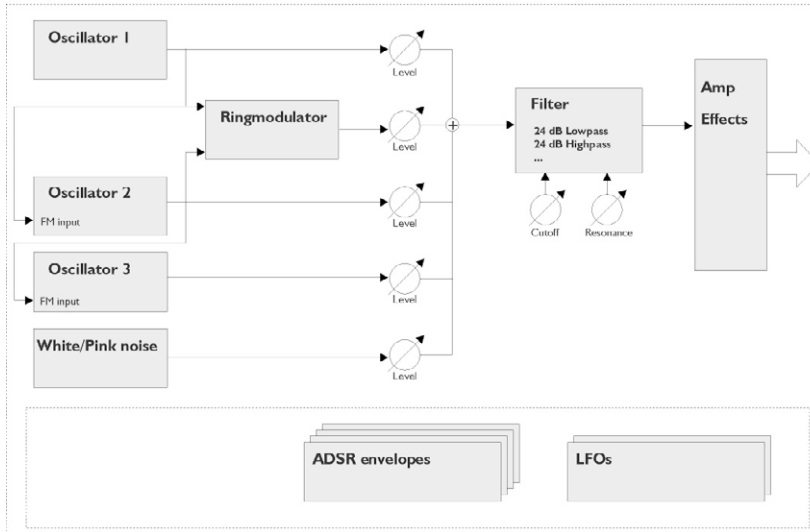 Oscillator 1
Level
Ringmodulator
Level
Oscillator 2
FM input
Level
Oscillator 3
FM input
Level
White/Pink noise
Level
Filter
24 dB Lowpass
24 dB Highpass
...
Cutoff
Resonance
Amp
Effects
ADSR envelopes
LFOs